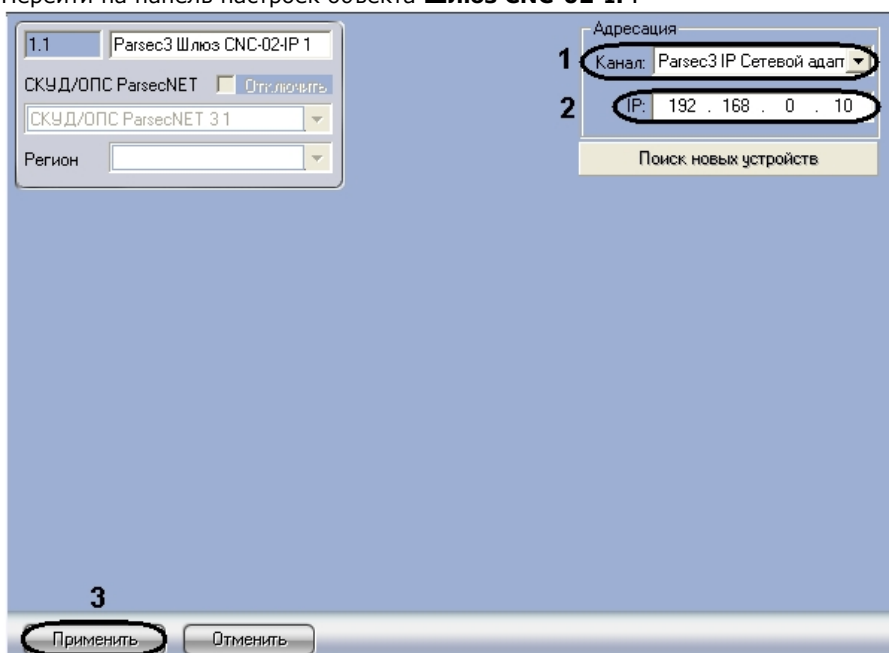 Перейти на панель настроек объекта Шлюз CNC-02-IP.
1.1 Parsec3 Шлюз CNC-02-IP 1
СКУД/ОПС ParsecNET Отключить
СКУД/ОПС ParsecNET 3 1
Регион
Адресация
1 Канал: Parsec3 IP Сетевой адапт
2 IP: 192 . 168 . 0 . 10
Поиск новых устройств
3
Применить Отменить